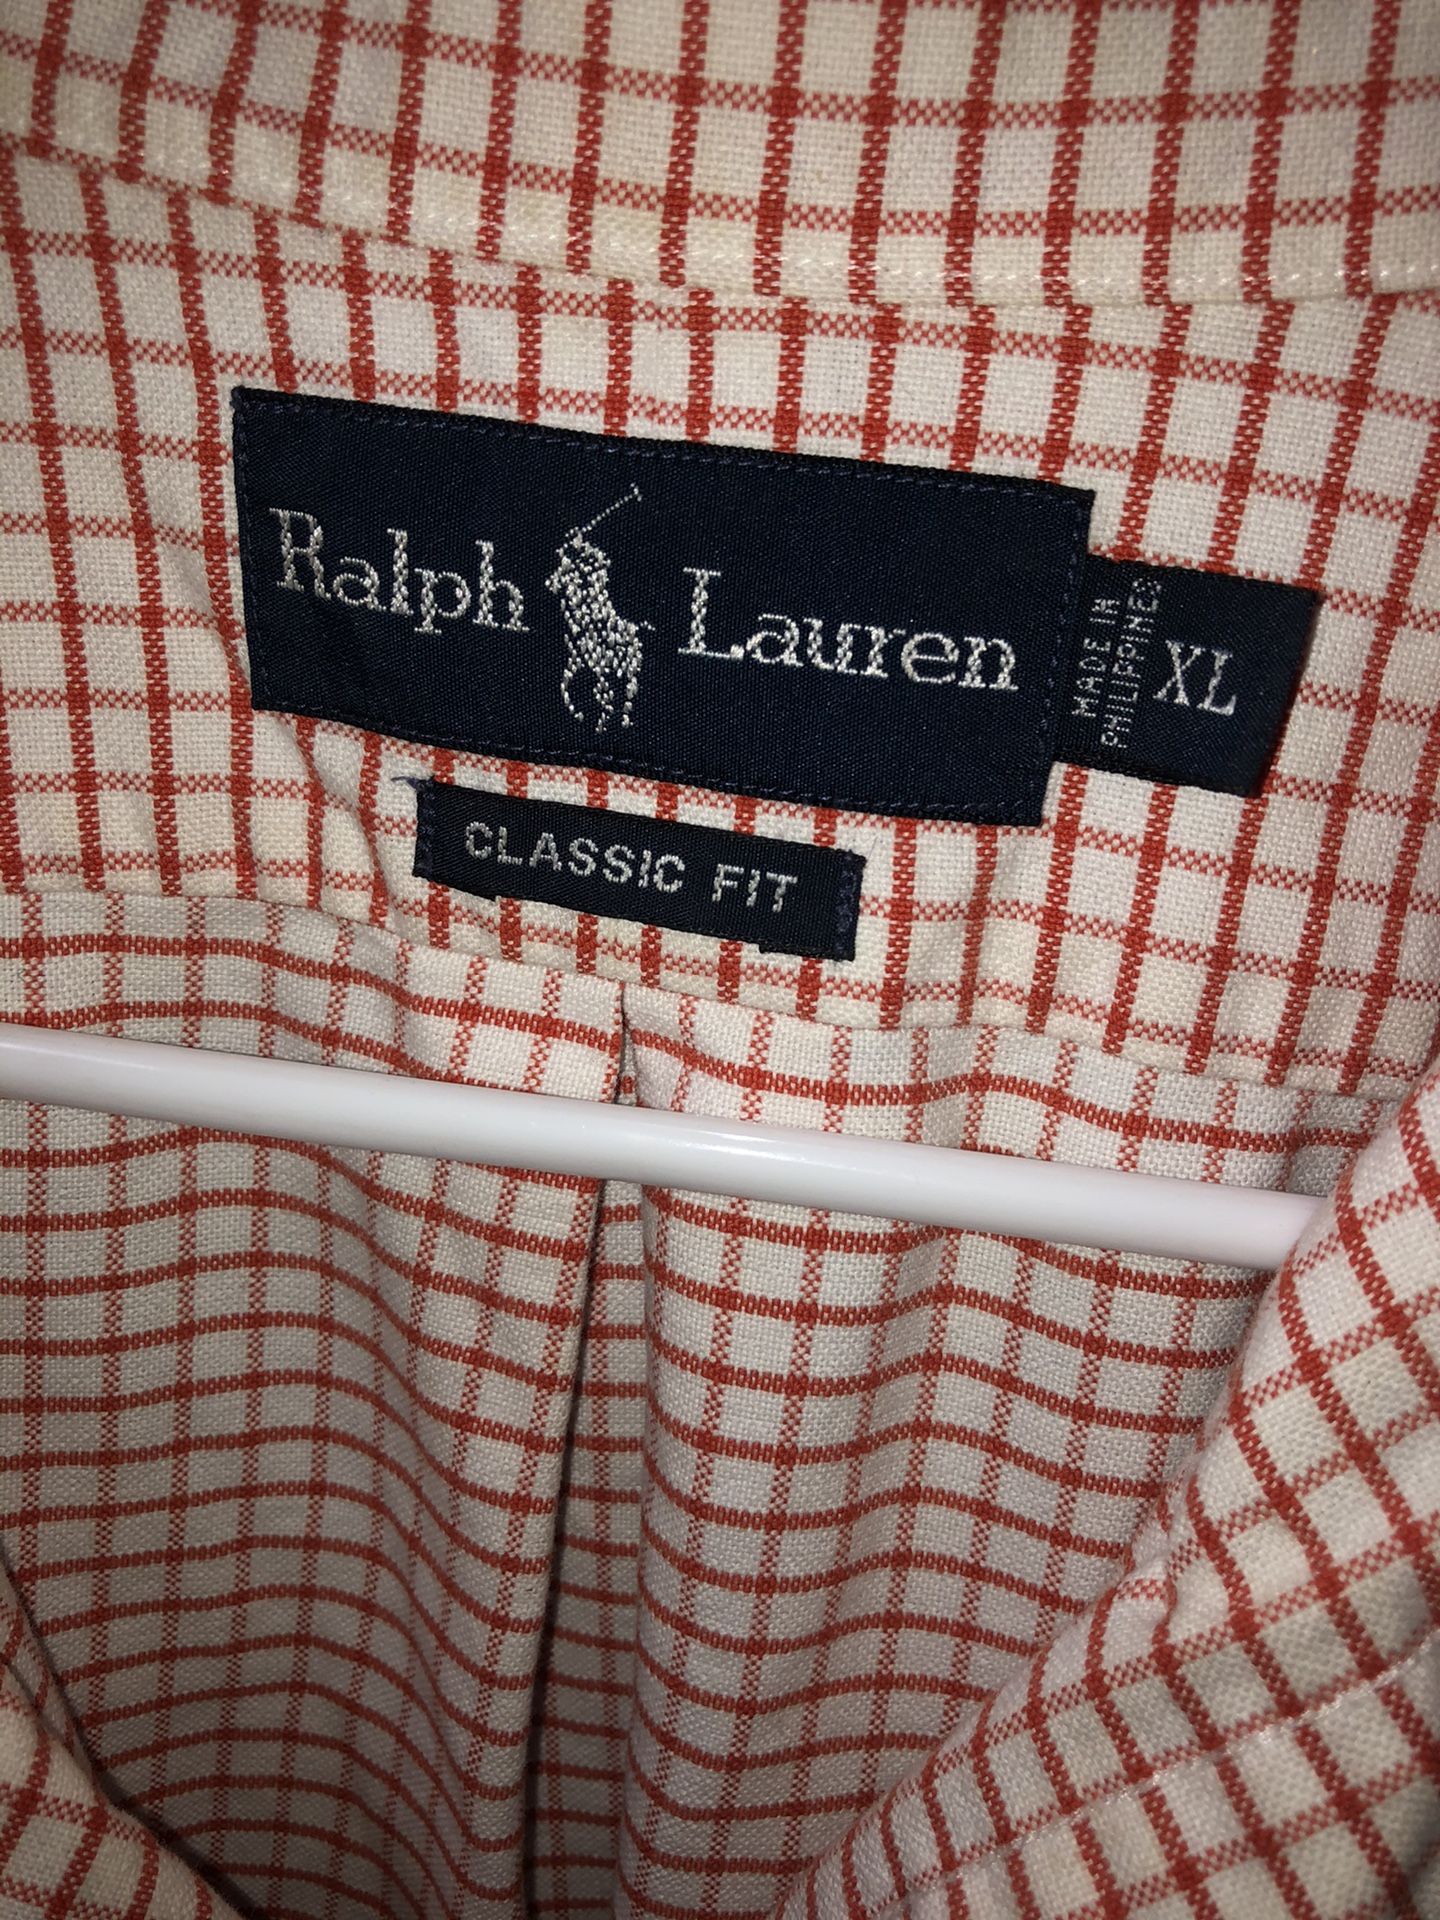 Ralph Lauren
MADE IN
PHILIPPINES
XL
CLASSIC FIT